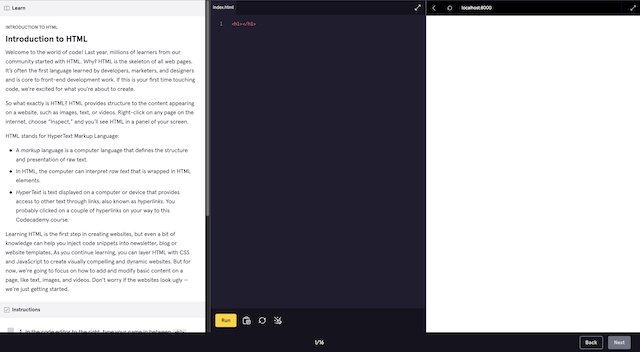 Learn
index.html
localhost:8000
INTRODUCTION TO HTML
Introduction to HTML
Welcome to the world of code! Last year, millions of learners from our
community started with HTML. Why? HTML is the skeleton of all web pages.
It's often the first language learned by developers, marketers, and designers
and is core to front-end development work. If this is your first time touching
code, we're excited for what you're about to create.
So what exactly is HTML? HTML provides structure to the content appearing
on a website, such as images, text, or videos. Right-click on any page on the
internet, choose "Inspect," and you'll see HTML in a panel of your screen.
HTML stands for HyperText Markup Language:
A markup language is a computer language that defines the structure
and presentation of raw text.
In HTML, the computer can interpret raw text that is wrapped in HTML
elements.
HyperText is text displayed on a computer or device that provides
access to other text through links, also known as hyperlinks. You
probably clicked on a couple of hyperlinks on your way to this
Codecademy course.
Learning HTML is the first step in creating websites, but even a bit of
knowledge can help you inject code snippets into newsletter, blog or
website templates. As you continue learning, you can layer HTML with CSS
and JavaScript to create visually compelling and dynamic websites. But for
now, we're going to focus on how to add and modify basic content on a
page, like text, images, and videos. Don't worry if the websites look ugly —
we're just getting started.
Instructions
1. In the code editor to the right, type your name in between
1 <h1></h1>
Run
1/16
Back
Next